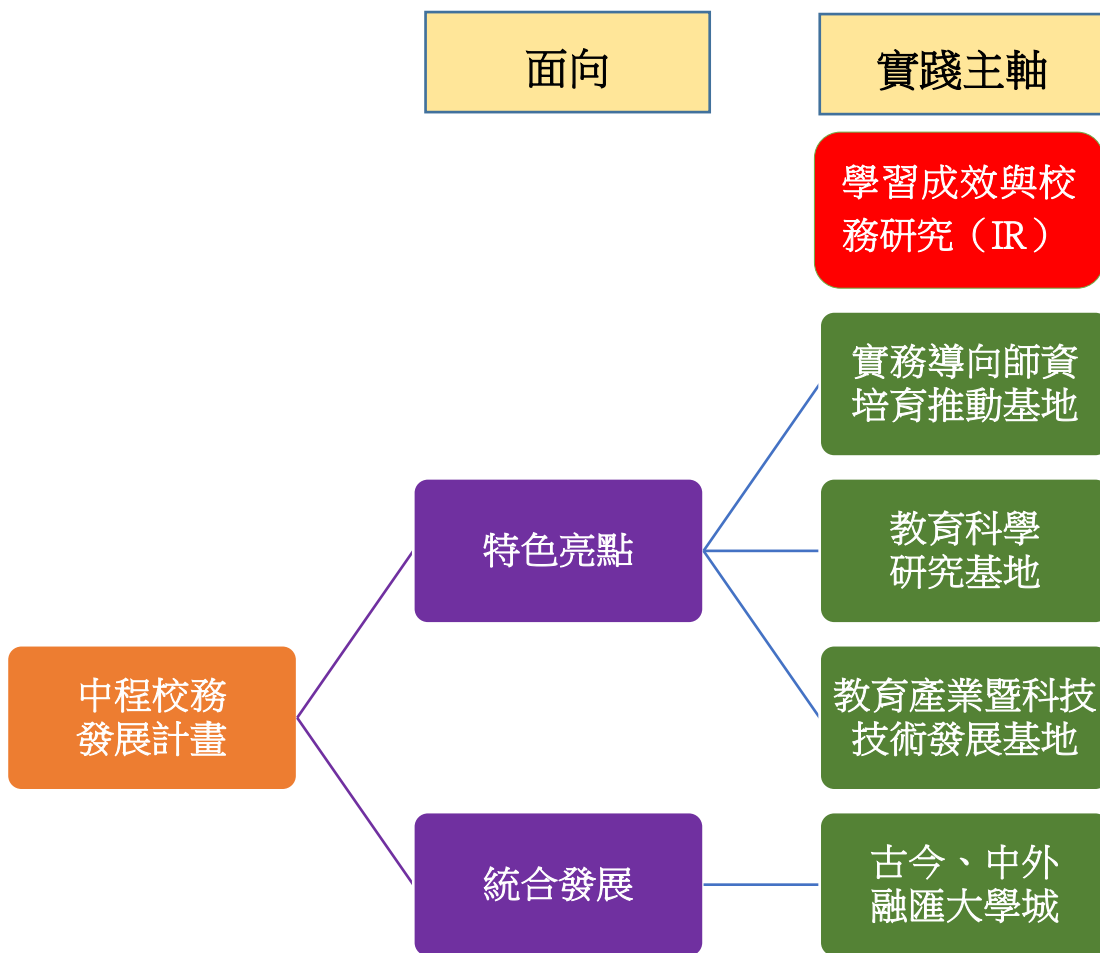 面向
實踐主軸
學習成效與校
務研究（IR）
實務導向師資
培育推動基地
特色亮點
教育科學
研究基地
中程校務
發展計畫
教育產業暨科技
技術發展基地
統合發展
古今、中外
融匯大學城